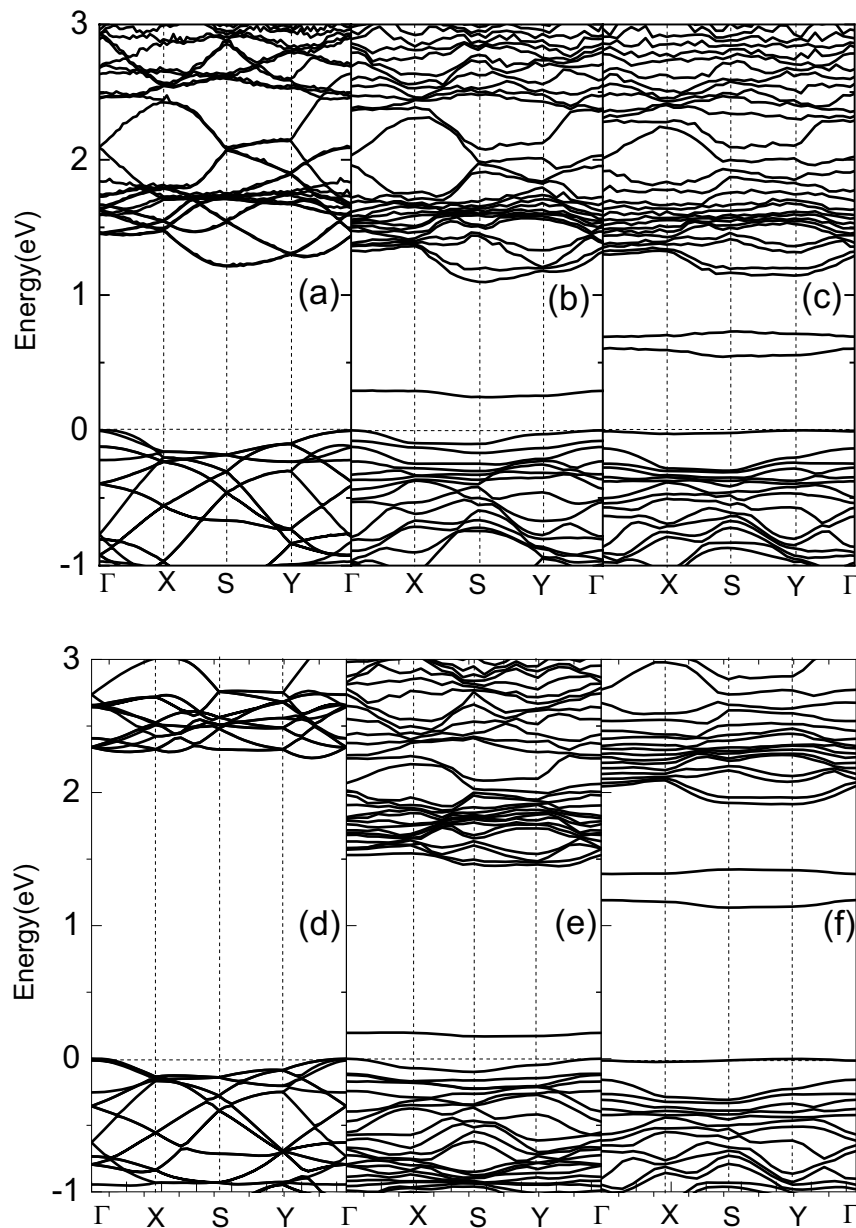 3
2
1
0
-1
Energy(eV)
(a)
(b)
(c)
Γ X S Y Γ X S Y Γ X S Y Γ
3
2
1
0
-1
Energy(eV)
(d)
(e)
(f)
Γ X S Y Γ X S Y Γ X S Y Γ